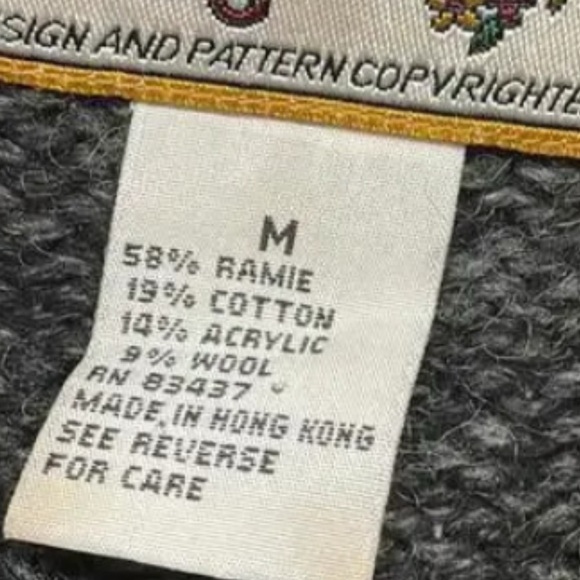 SIGN AND PATTERN COPYRIGHTE
M
58% RAMIE
19% COTTON
14% ACRYLIC
9% WOOL
RN 83437
MADE IN HONG KONG
SEE REVERSE
FOR CARE